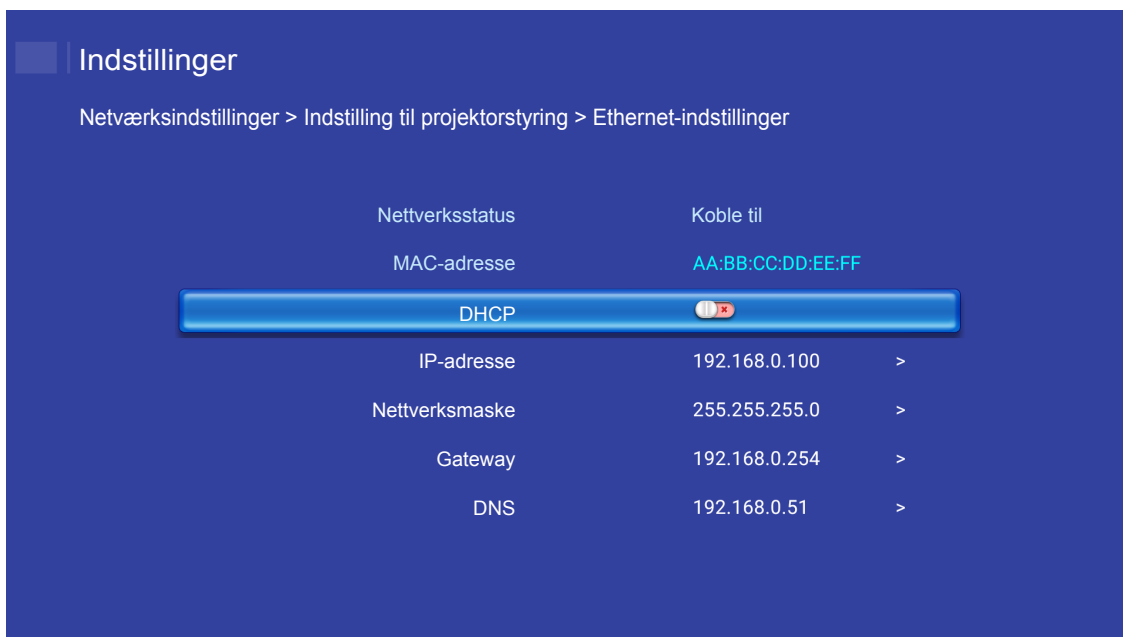 Indstillinger
Netværksindstillinger > Indstilling til projektorstyring > Ethernet-indstillinger
Nettverksstatus Koble til
MAC-adresse AA:BB:CC:DD:EE:FF
DHCP
IP-adresse 192.168.0.100 >
Nettverksmaske 255.255.255.0 >
Gateway 192.168.0.254 >
DNS 192.168.0.51 >